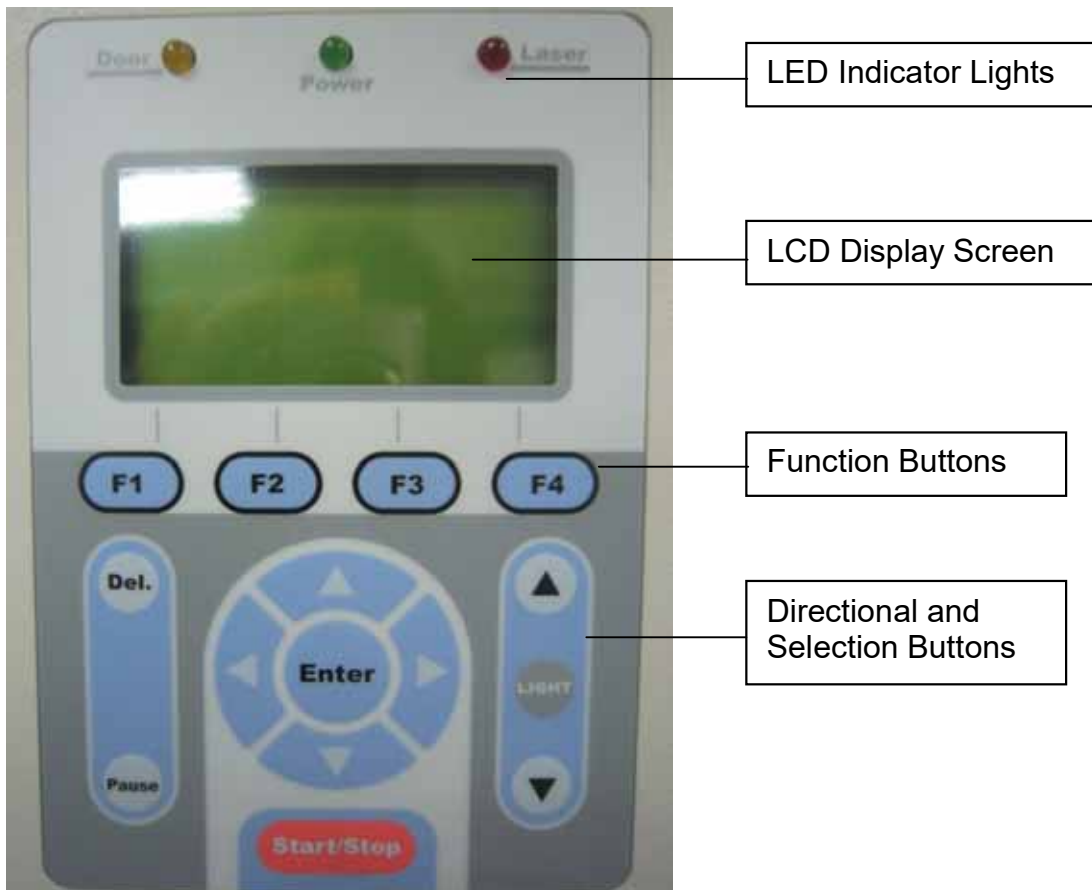 Door
Power
Laser
LED Indicator Lights
LCD Display Screen
F1 F2 F3 F4
Function Buttons
Del.
Enter
LIGHT
Pause
Directional and
Selection Buttons
Start/Stop